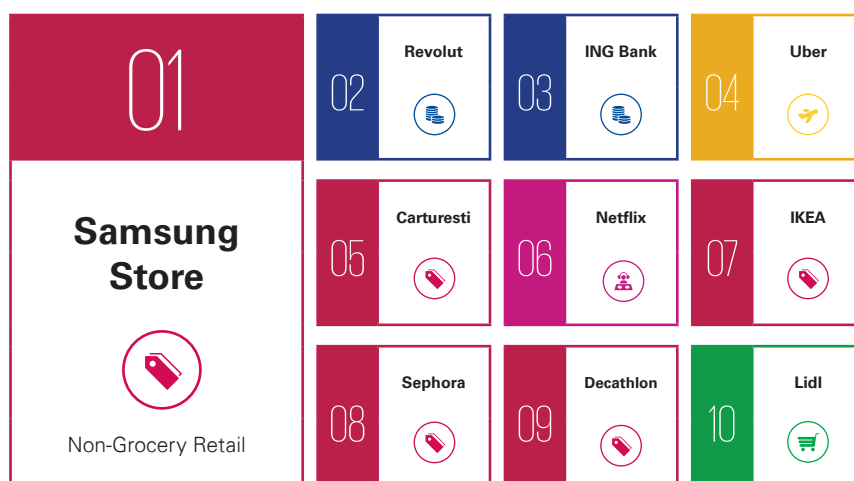 01
Samsung
Store
Non-Grocery Retail
02
Revolut
03
ING Bank
04
Uber
05
Carturesti
06
Netflix
07
IKEA
08
Sephora
09
Decathlon
10
Lidl